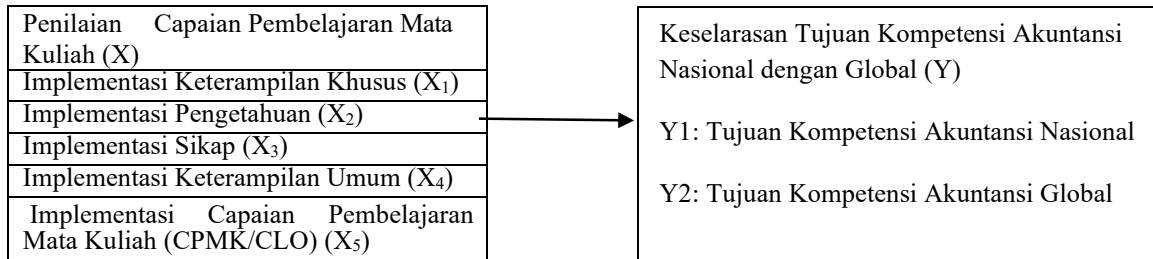 Penilaian Capaian Pembelajaran Mata
Kuliah (X)
Implementasi Keterampilan Khusus (X₁)
Implementasi Pengetahuan (X₂)
Implementasi Sikap (X₃)
Implementasi Keterampilan Umum (X₄)
Implementasi Capaian Pembelajaran
Mata Kuliah (CPMK/CLO) (X₅)
Keselarasan Tujuan Kompetensi Akuntansi
Nasional dengan Global (Y)
Y1: Tujuan Kompetensi Akuntansi Nasional
Y2: Tujuan Kompetensi Akuntansi Global